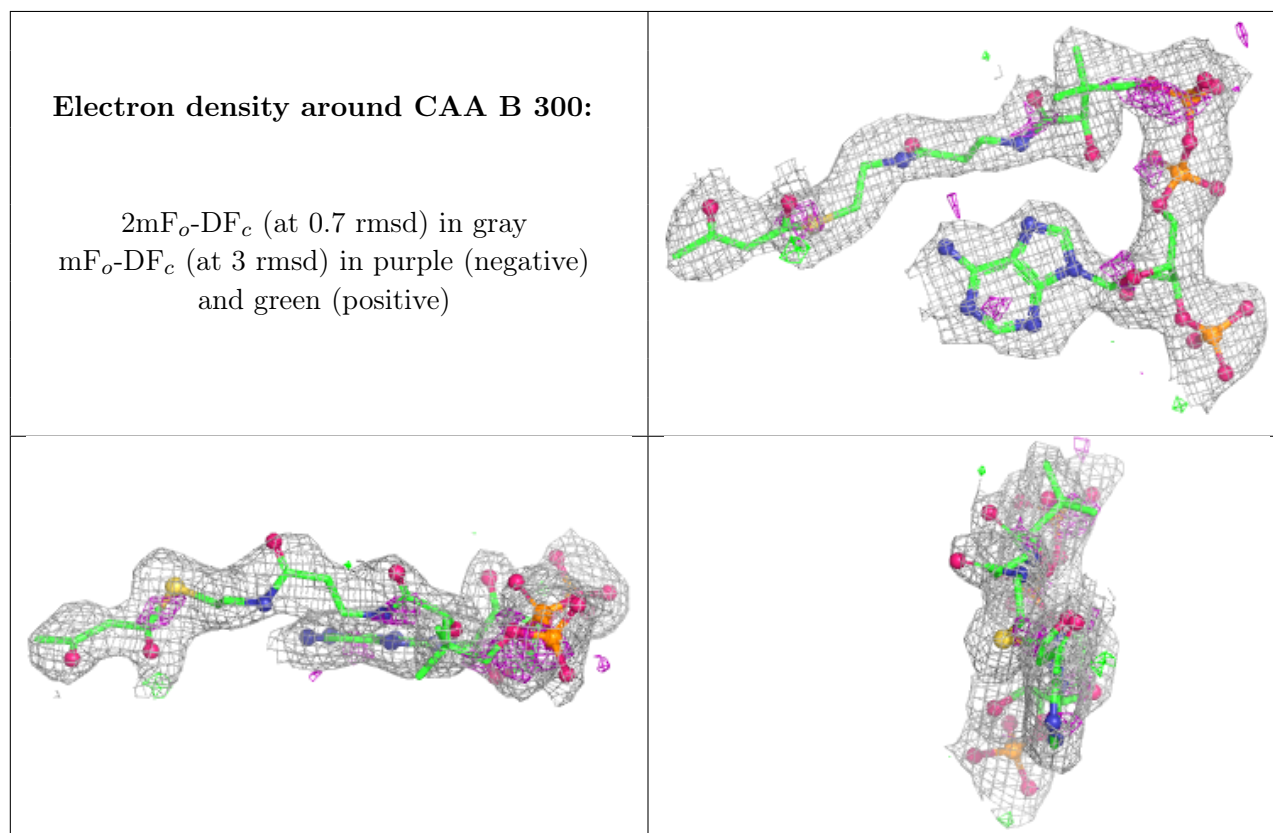 Electron density around CAA B 300:
2mFo-DFc (at 0.7 rmsd) in gray
mFo-DFc (at 3 rmsd) in purple (negative)
and green (positive)